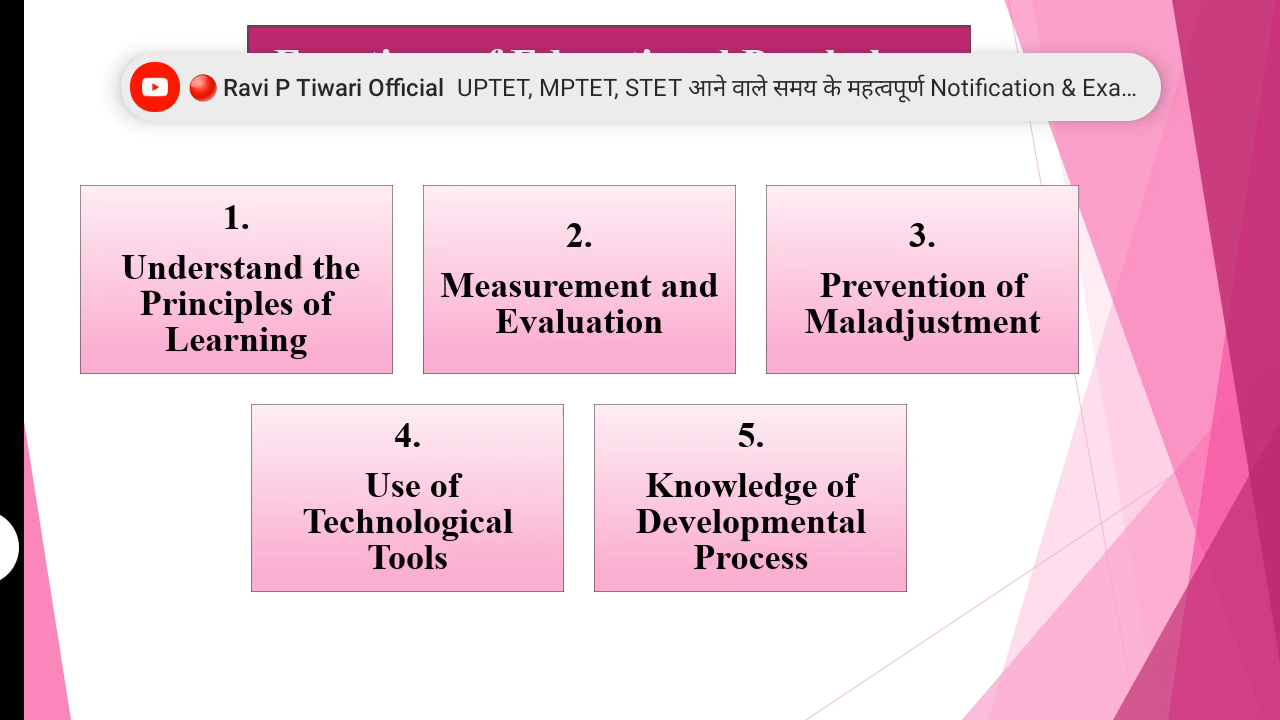 Ravi P Tiwari Official UPTET, MPTET, STET आने वाले समय के महत्वपूर्ण Notification & Exa...
1.
Understand the
Principles of
Learning
2.
Measurement and
Evaluation
3.
Prevention of
Maladjustment
4.
Use of
Technological
Tools
5.
Knowledge of
Developmental
Process